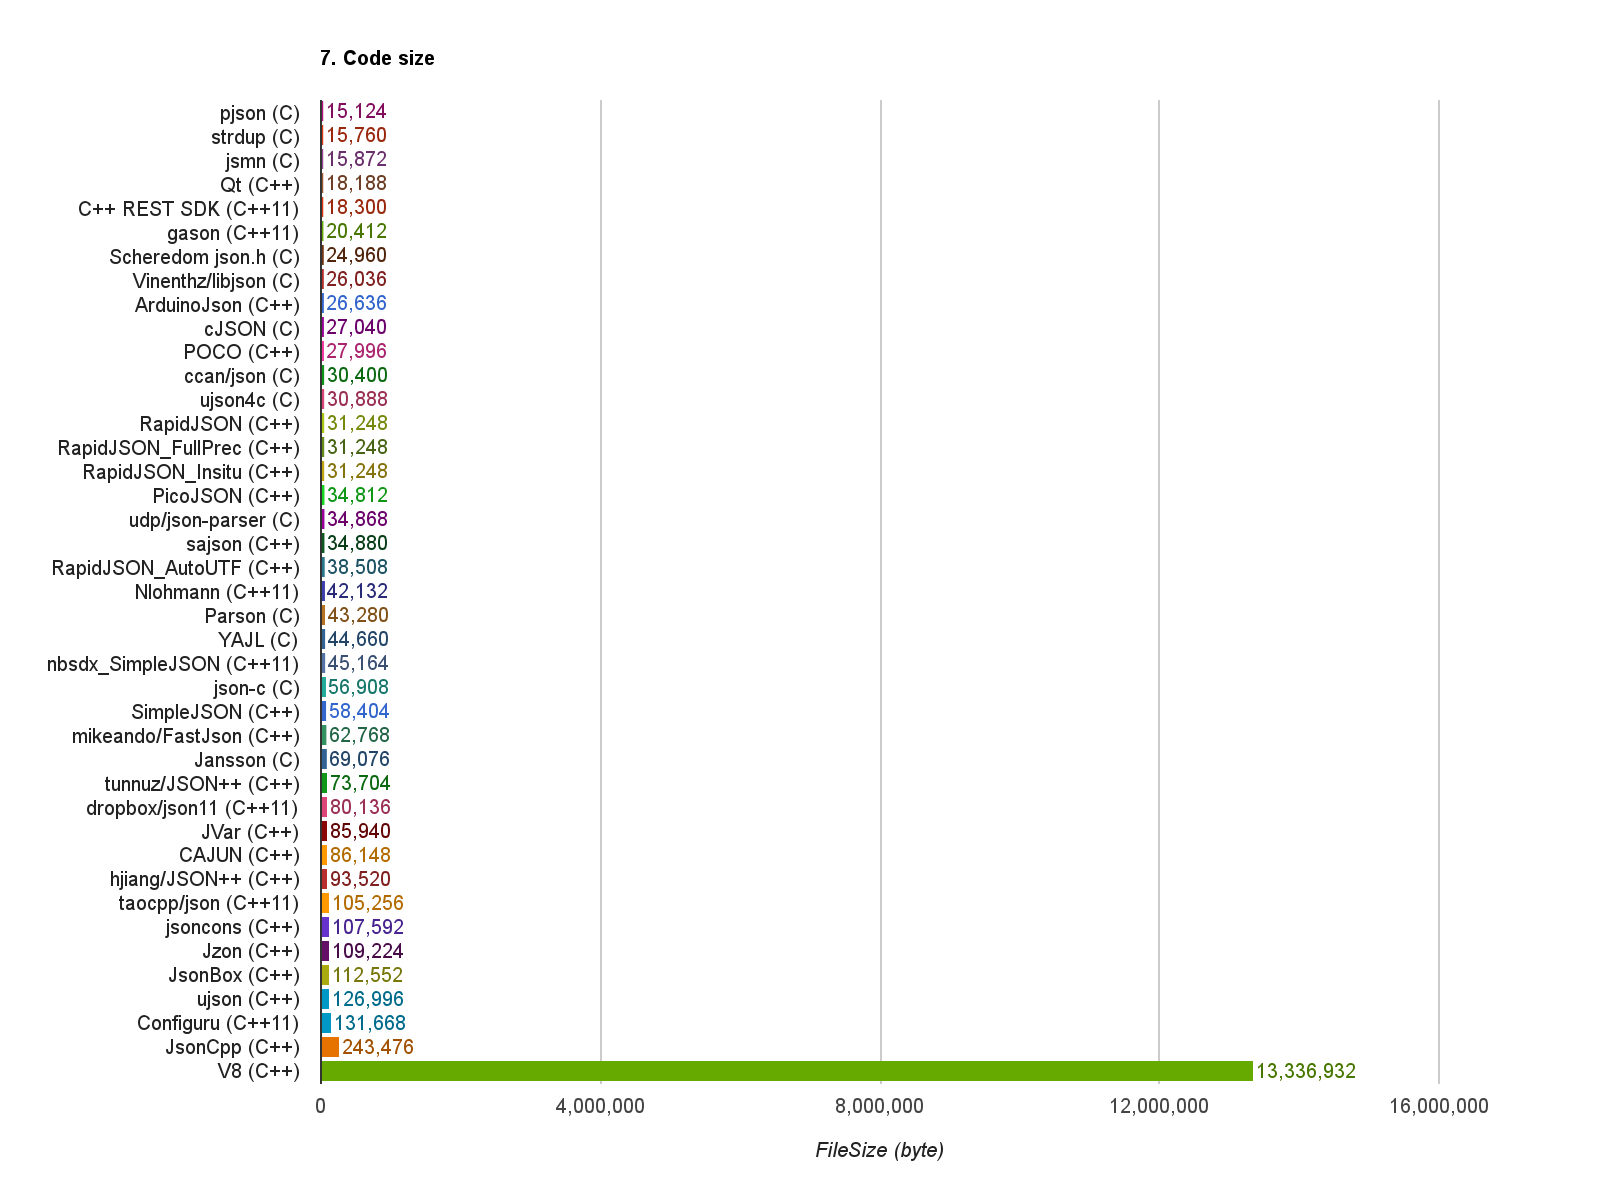 7. Code size
pjson (C) 15,124
strdup (C) 15,760
jsmn (C) 15,872
Qt (C++) 18,188
C++ REST SDK (C++11) 18,300
gason (C++11) 20,412
Scheredom json.h (C) 24,960
Vinenthz/libjson (C) 26,036
ArduinoJson (C++) 26,636
cJSON (C) 27,040
POCO (C++) 27,996
ccan/json (C) 30,400
ujson4c (C) 30,888
RapidJSON (C++) 31,248
RapidJSON_FullPrec (C++) 31,248
RapidJSON_Insitu (C++) 31,248
PicoJSON (C++) 34,812
udp/json-parser (C) 34,868
sajson (C++) 34,880
RapidJSON_AutoUTF (C++) 38,508
Nlohmann (C++11) 42,132
Parson (C) 43,280
YAJL (C) 44,660
nbsdx_SimpleJSON (C++11) 45,164
json-c (C) 56,908
SimpleJSON (C++) 58,404
mikeando/FastJson (C++) 62,768
Jansson (C) 69,076
tunnuz/JSON++ (C++) 73,704
dropbox/json11 (C++11) 80,136
JVar (C++) 85,940
CAJUN (C++) 86,148
hjiang/JSON++ (C++) 93,520
taocpp/json (C++11) 105,256
jsoncons (C++) 107,592
Jzon (C++) 109,224
JsonBox (C++) 112,552
ujson (C++) 126,996
Configuru (C++11) 131,668
JsonCpp (C++) 243,476
V8 (C++) 13,336,932
0 4,000,000 8,000,000 12,000,000 16,000,000
FileSize (byte)